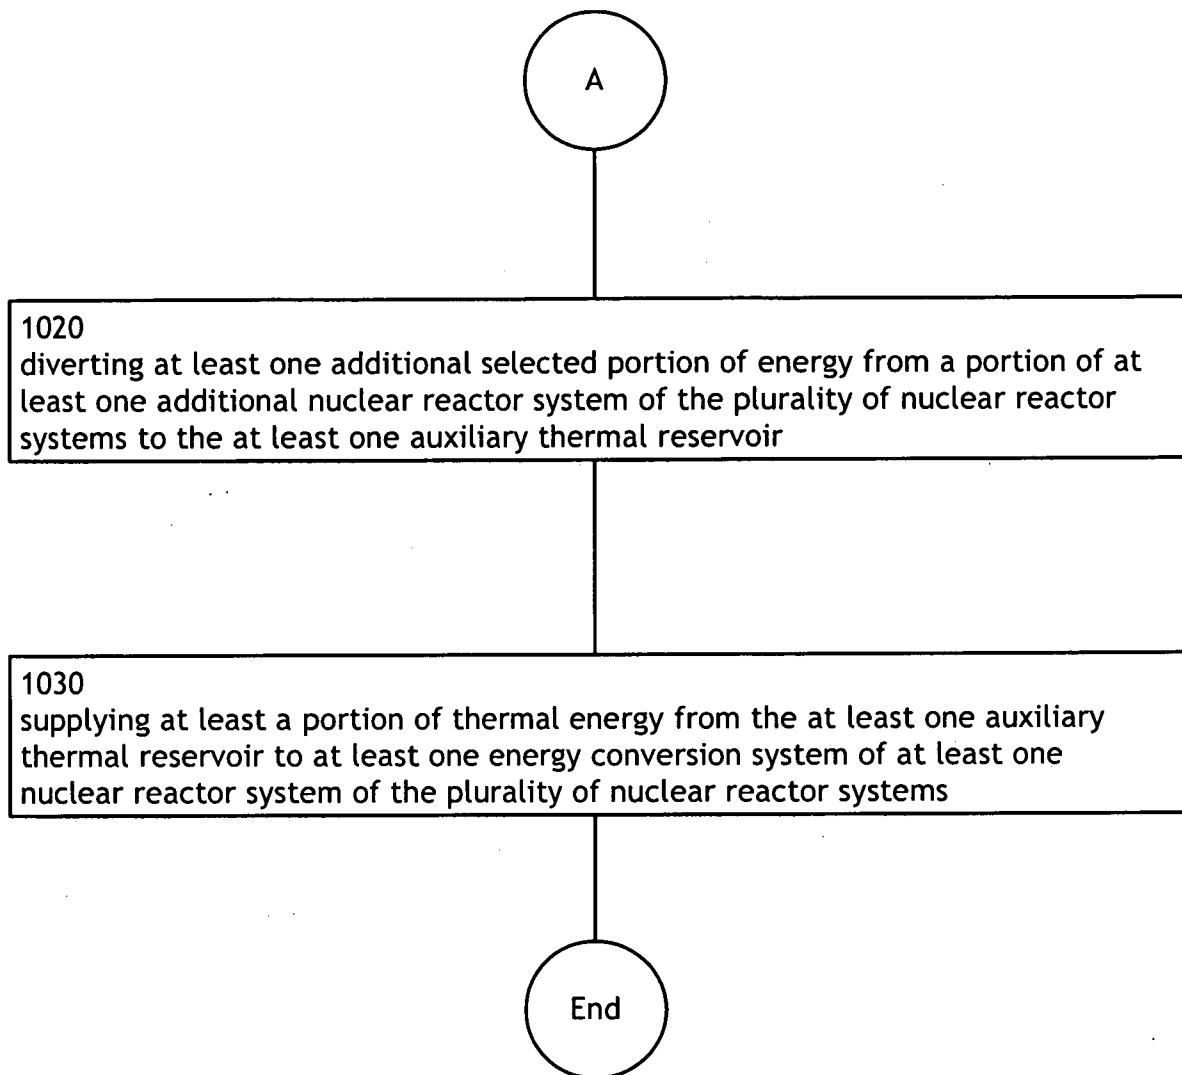 A
1020
diverting at least one additional selected portion of energy from a portion of at
least one additional nuclear reactor system of the plurality of nuclear reactor
systems to the at least one auxiliary thermal reservoir
1030
supplying at least a portion of thermal energy from the at least one auxiliary
thermal reservoir to at least one energy conversion system of at least one
nuclear reactor system of the plurality of nuclear reactor systems
End